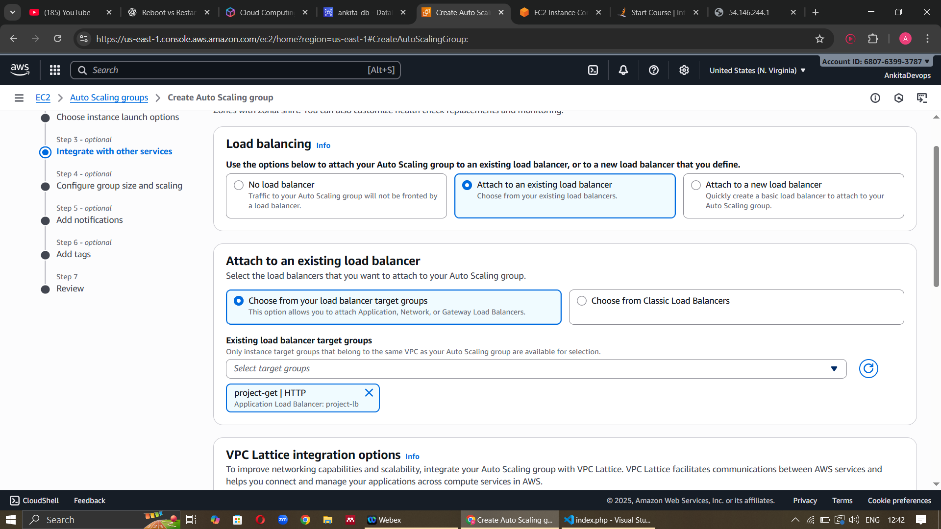 (185) YouTube
Reboot vs Resta
Cloud Computin
ankita_db - Data
Create Auto Scal
EC2 Instance Co
Start Course | In
54.146.244.1
https://us-east-1.console.aws.amazon.com/ec2/home?region=us-east-1#CreateAutoScalingGroup:
A
aws
Search
[Alt+S]
United States (N. Virginia)
Account ID: 6807-6399-3787
AnkitaDevops
EC2
Auto Scaling groups
Create Auto Scaling group
Choose instance launch options
Step 3 - optional
Integrate with other services
Step 4 - optional
Configure group size and scaling
Step 5 - optional
Add notifications
Step 6 - optional
Add tags
Step 7
Review
Load balancing Info
Use the options below to attach your Auto Scaling group to an existing load balancer, or to a new load balancer that you define.
No load balancer
Traffic to your Auto Scaling group will not be fronted by
a load balancer.
Attach to an existing load balancer
Choose from your existing load balancers.
Attach to a new load balancer
Quickly create a basic load balancer to attach to your
Auto Scaling group.
Attach to an existing load balancer
Select the load balancers that you want to attach to your Auto Scaling group.
Choose from your load balancer target groups
This option allows you to attach Application, Network, or Gateway Load Balancers.
Choose from Classic Load Balancers
Existing load balancer target groups
Only instance target groups that belong to the same VPC as your Auto Scaling group are available for selection.
Select target groups
project-get | HTTP
Application Load Balancer: project-lb
VPC Lattice integration options Info
To improve networking capabilities and scalability, integrate your Auto Scaling group with VPC Lattice. VPC Lattice facilitates communications between AWS services and
helps you connect and manage your applications across compute services in AWS.
CloudShell
Feedback
© 2025, Amazon Web Services, Inc. or its affiliates.
Privacy
Terms
Cookie preferences
Search
Webex
Create Auto Scaling g...
index.php - Visual Stu...
ENG
12:42